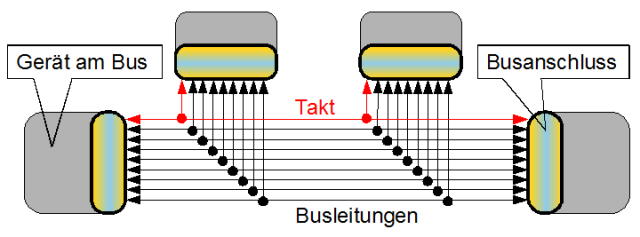 Gerät am Bus
Busanschluss
Takt
Busleitungen